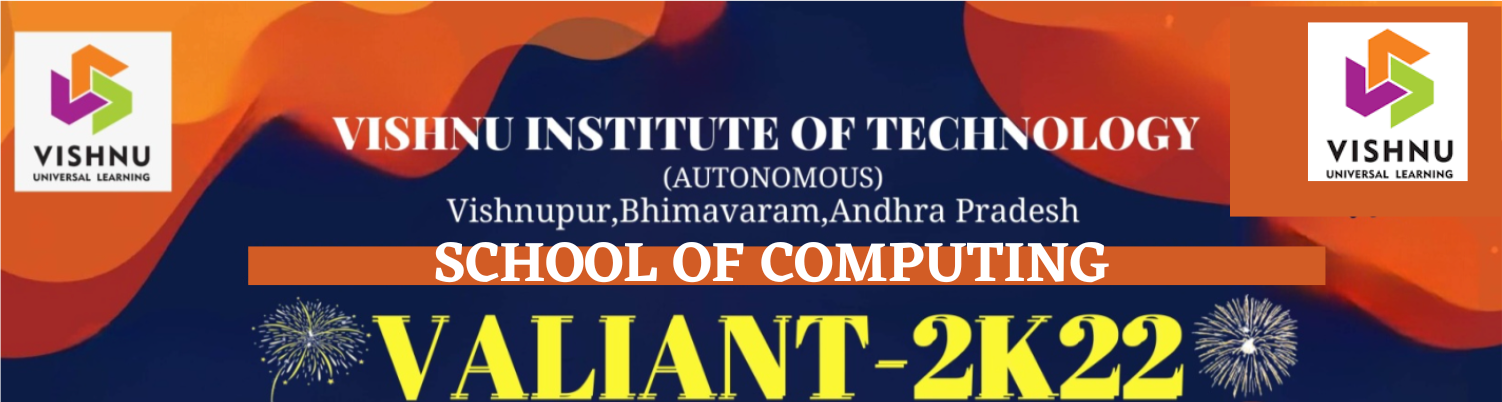 VISHNU
UNIVERSAL LEARNING
VISHNU INSTITUTE OF TECHNOLOGY
(AUTONOMOUS)
Vishnupur,Bhimavaram,Andhra Pradesh
VISHNU
UNIVERSAL LEARNING
SCHOOL OF COMPUTING
VALIANT-2K22